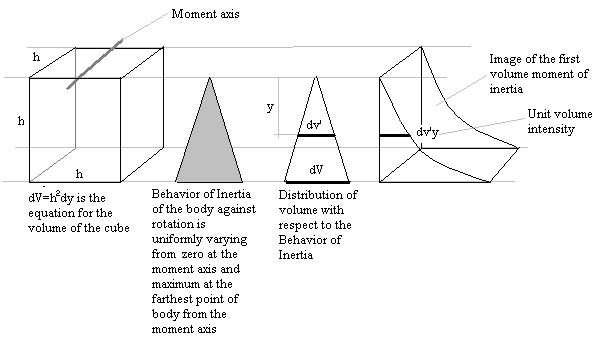 Moment axis
h
h
h
dV=h²dy is the
equation for the
volume of the cube
Behavior of Inertia
of the body against
rotation is
uniformly varying
from zero at the
moment axis and
maximum at the
farthest point of
body from the
moment axis
y
dv'
dV
Distribution of
volume with
respect to the
Behavior of
Inertia
Image of the first
volume moment of
inertia
Unit volume
intensity
dv'y